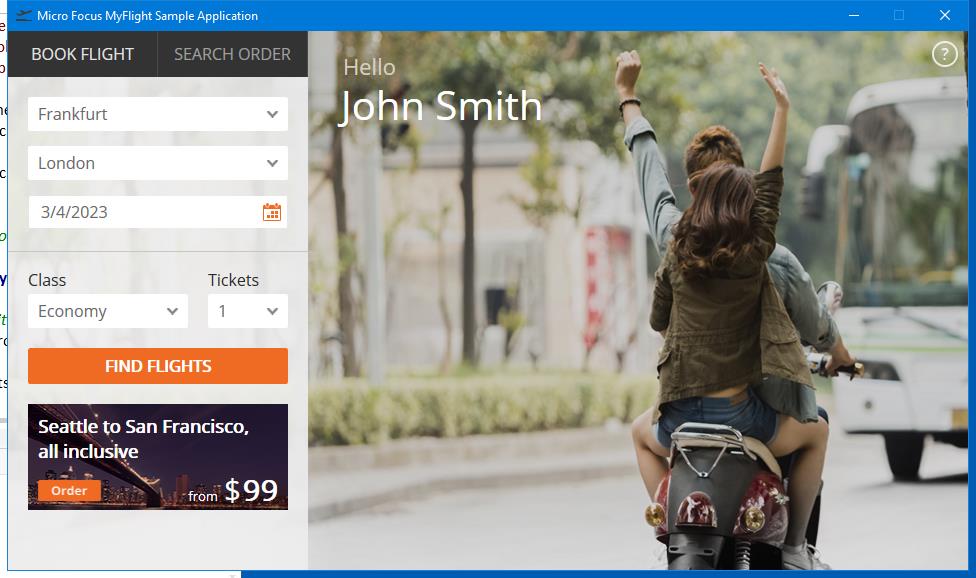 Micro Focus MyFlight Sample Application
BOOK FLIGHT
SEARCH ORDER
Frankfurt
London
3/4/2023
Class
Tickets
Economy
1
FIND FLIGHTS
Seattle to San Francisco,
all inclusive
Order
from $99
Hello
John Smith
?